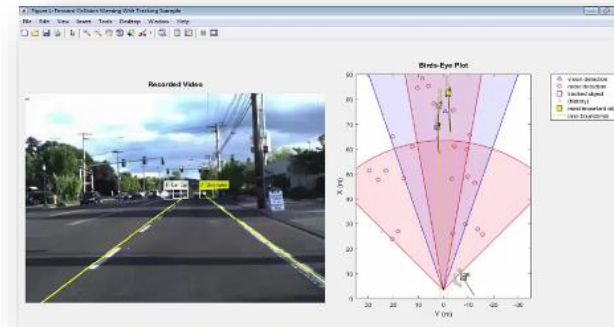 Figure 1: Forward Collision Warning With Tracking Example
File Edit View Insert Tools Desktop Window Help
Recorded Video
Birds-Eye Plot
vision detection
radar detection
tracked object
(history)
most important obj
lane boundaries
X (m)
90
80
70
60
50
40
30
20
10
0
30 20 10 0 -10 -20 -30
Y (m)